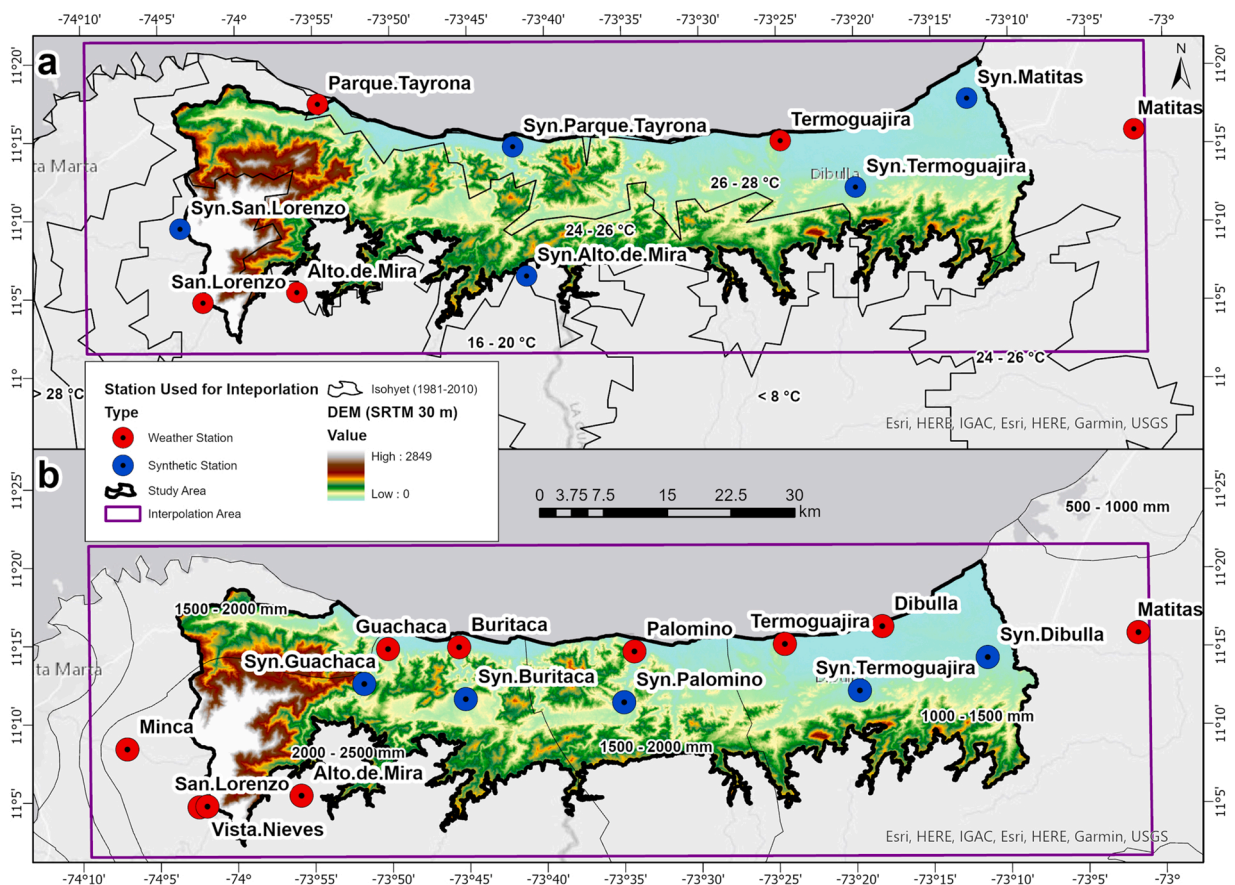 -74°10' -74° -73°55' -73°50' -73°45' -73°40' -73°35' -73°30' -73°25' -73°20' -73°15' -73°10' -73°5' -73°
a
N
11°20'
11°20'
Syn.Matitas
Parque.Tayrona
Matitas
Syn.Parque.Tayrona
Termoguajira
11°15'
11°15'
ta Marta
Dibulla
Syn.Termoguajira
26 - 28 °C
Syn.San.Lorenzo
11°10'
11°10'
24 - 26 °C
Syn.Alto.de.Mira
Alto.de.Mira
San.Lorenzo
11°5'
11°5'
16 - 20 °C
24 - 26 °C
11°
11°
> 28 °C
< 8 °C
Esri, HERE, IGAC, Esri, HERE, Garmin, USGS
Station Used for Inteporlation
Type
Weather Station
Synthetic Station
Study Area
Interpolation Area
Isohyet (1981-2010)
DEM (SRTM 30 m)
Value
High : 2849
Low : 0
b
0 3.75 7.5 15 22.5 30
km
11°25'
11°25'
500 - 1000 mm
11°20'
11°20'
1500 - 2000 mm
Dibulla
Matitas
Guachaca
Buritaca
Palomino
Termoguajira
11°15'
11°15'
Syn.Dibulla
ta Marta
Syn.Guachaca
Syn.Buritaca
Syn.Palomino
Syn.Termoguajira
1000 - 1500 mm
11°10'
11°10'
Minca
2000 - 2500 mm
1500 - 2000 mm
Alto.de.Mira
San.Lorenzo
11°5'
11°5'
Vista.Nieves
Esri, HERE, IGAC, Esri, HERE, Garmin, USGS
-74°10' -74°5' -74° -73°55' -73°50' -73°45' -73°40' -73°35' -73°30' -73°25' -73°20' -73°15' -73°10' -73°5' -73°